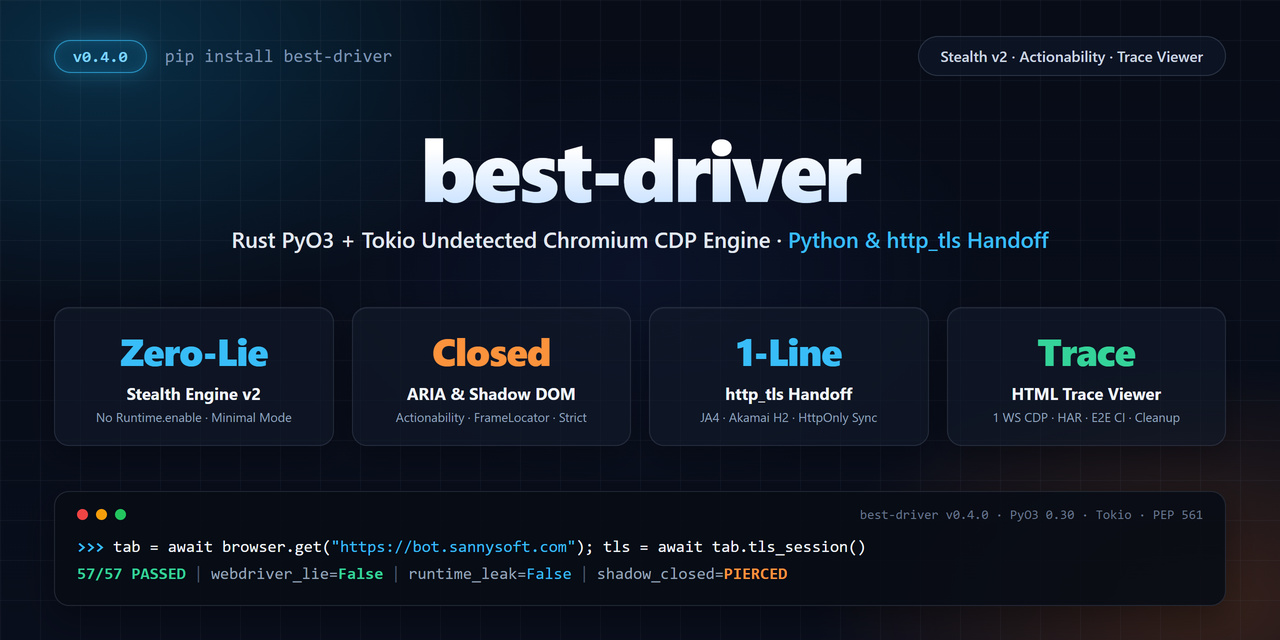 v0.4.0 pip install best-driver
Stealth v2 · Actionability · Trace Viewer
best-driver
Rust PyO3 + Tokio Undetected Chromium CDP Engine · Python & http_tls Handoff
Zero-Lie
Stealth Engine v2
No Runtime.enable · Minimal Mode
Closed
ARIA & Shadow DOM
Actionability · FrameLocator · Strict
1-Line
http_tls Handoff
JA4 · Akamai H2 · HttpOnly Sync
Trace
HTML Trace Viewer
1 WS CDP · HAR · E2E CI · Cleanup
best-driver v0.4.0 · PyO3 0.30 · Tokio · PEP 561
>>> tab = await browser.get("https://bot.sannysoft.com"); tls = await tab.tls_session()
57/57 PASSED | webdriver_lie=False | runtime_leak=False | shadow_closed=PIERCED